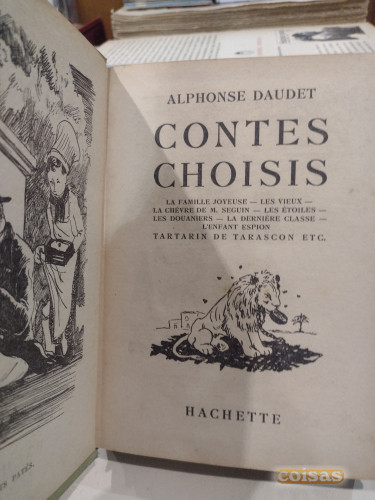 ALPHONSE DAUDET
CONTES
CHOISIS
LA FAMILLE JOYEUSE — LES VIEUX —
LA CHÈVRE DE M. SEGUIN — LES ÉTOILES —
LES DOUANIERS — LA DERNIÈRE CLASSE —
L'ENFANT ESPION
TARTARIN DE TARASCON ETC.
HACHETTE
PATÉS.
coisas